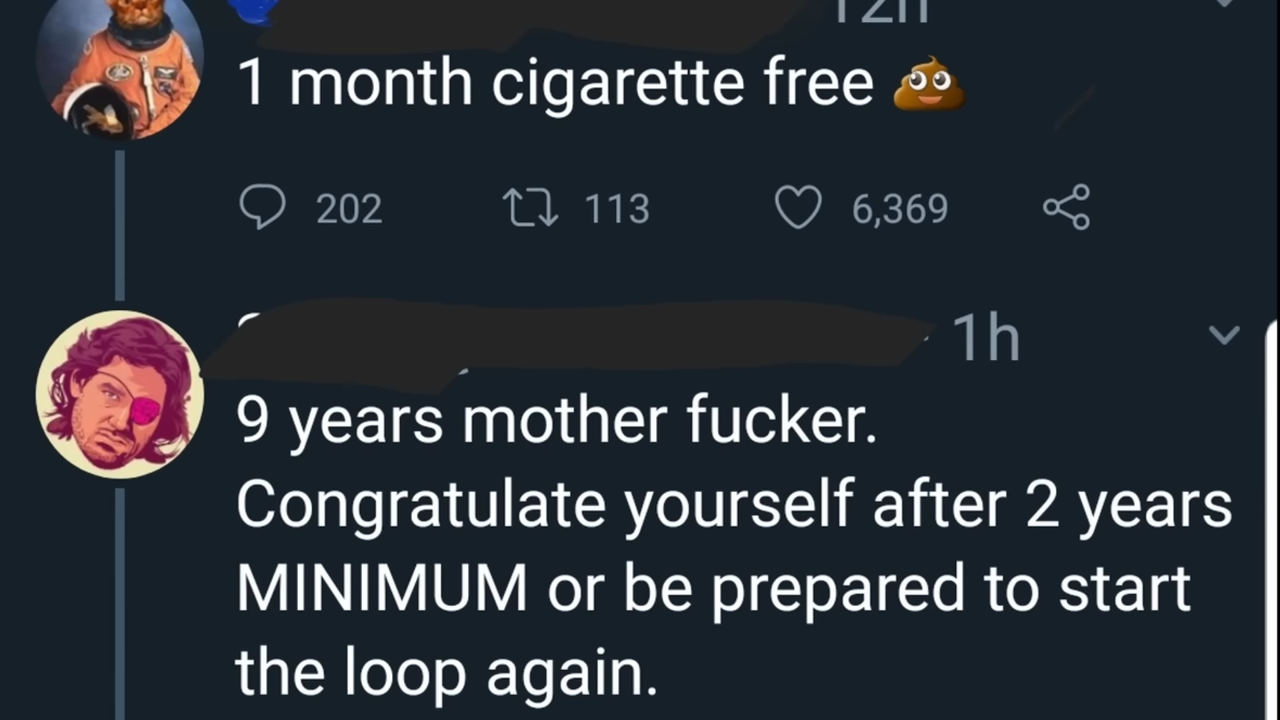 12h
1 month cigarette free 💩
202 113 6,369
1h
9 years mother fucker.
Congratulate yourself after 2 years
MINIMUM or be prepared to start
the loop again.